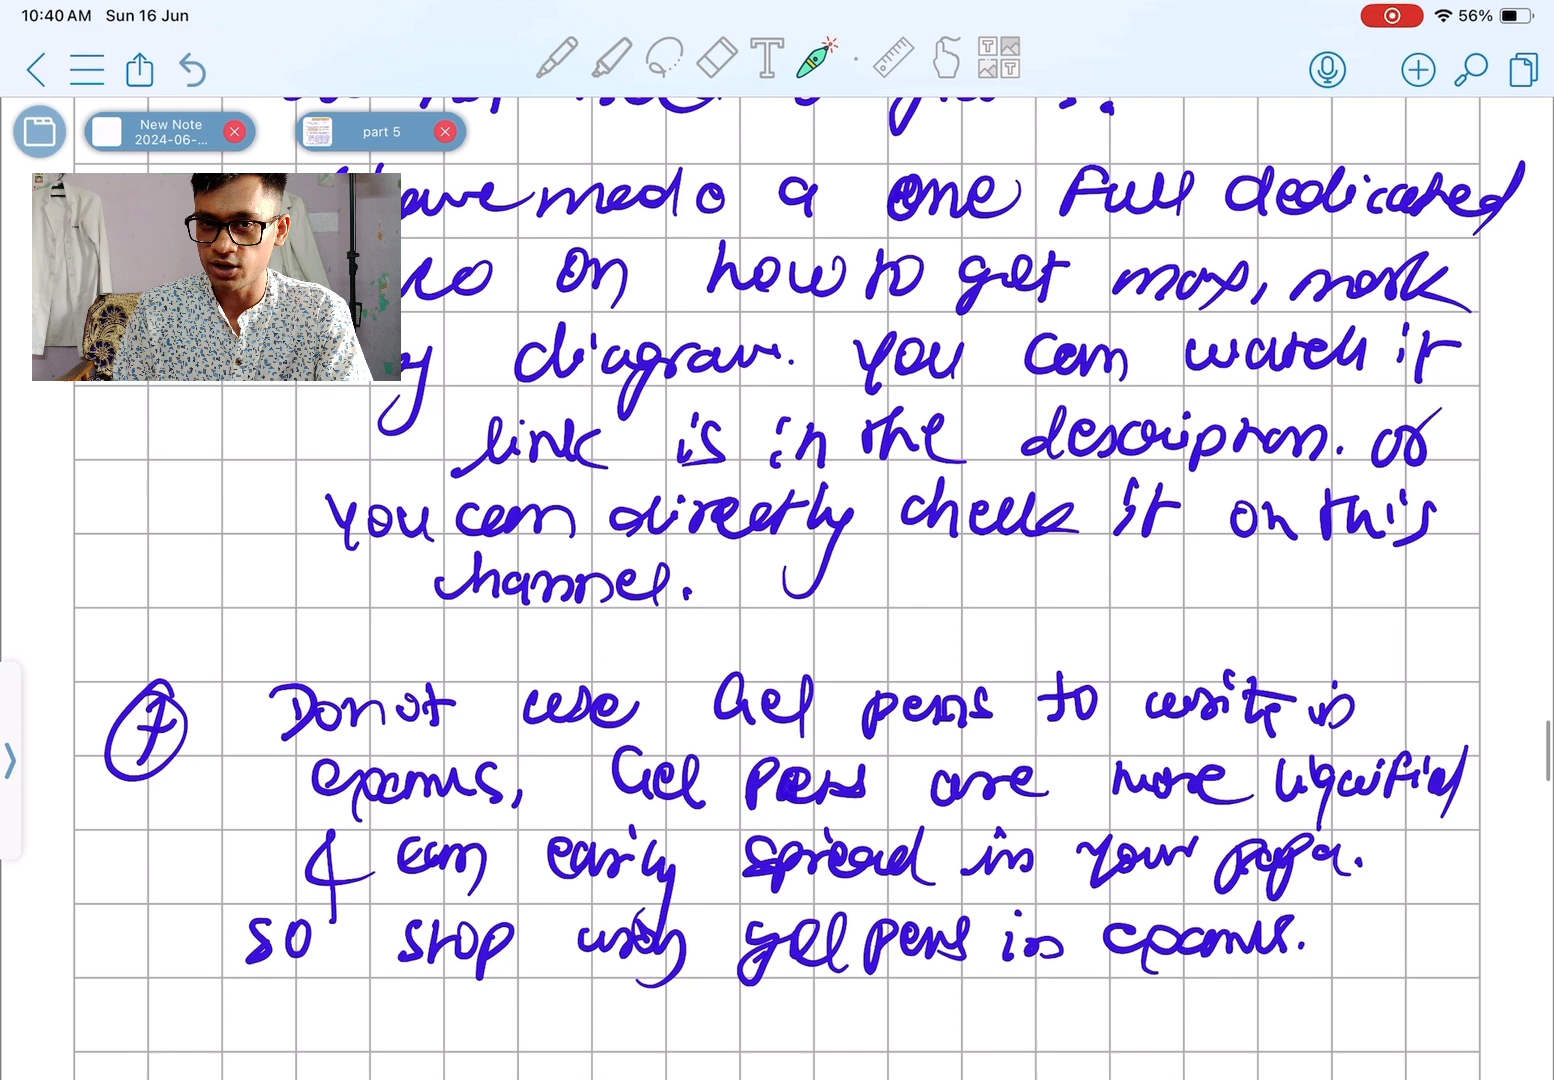 10:40 AM Sun 16 Jun
56%
New Note
2024-06-...
part 5
have made a one full dedicated
on how to get max, mark
diagram. You can watch it
link is in the description. or
You can directly check it on this
channel.
7 Do not use Gel pens to write in
exams, Gel Pens are more liquified
& can easily spread in your paper.
so stop using gel pens in exams.